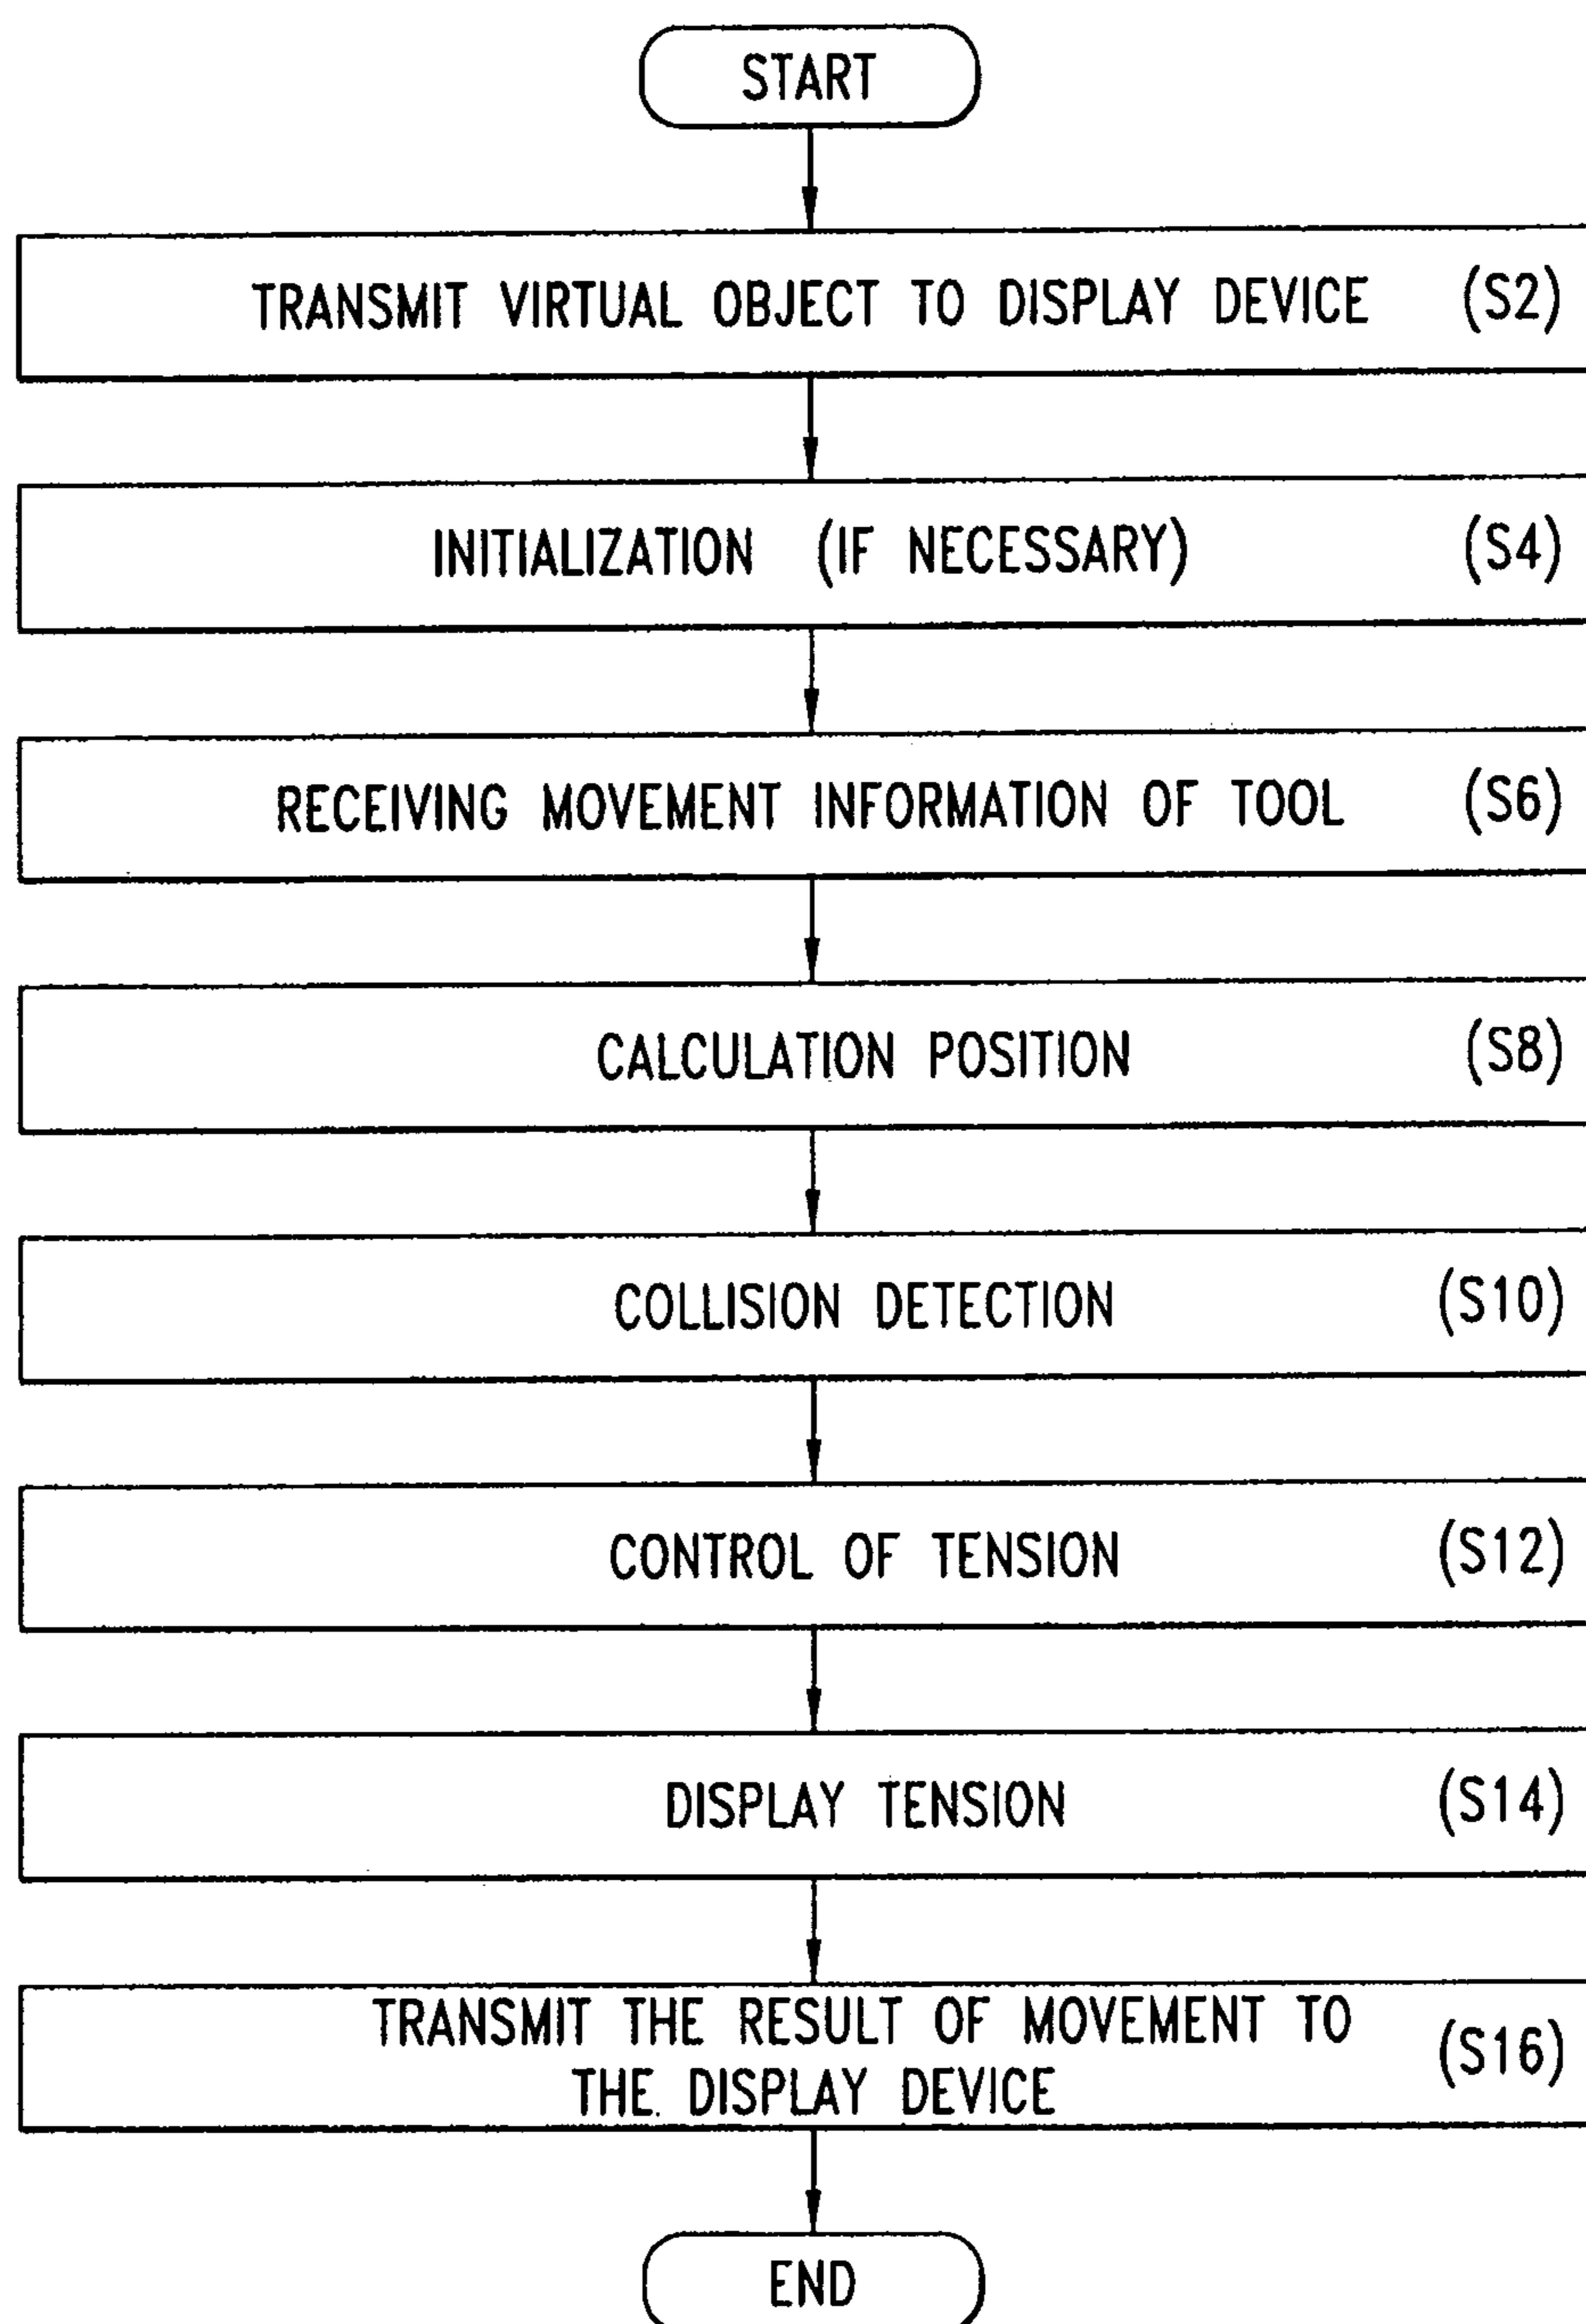 START
TRANSMIT VIRTUAL OBJECT TO DISPLAY DEVICE (S2)
INITIALIZATION (IF NECESSARY) (S4)
RECEIVING MOVEMENT INFORMATION OF TOOL (S6)
CALCULATION POSITION (S8)
COLLISION DETECTION (S10)
CONTROL OF TENSION (S12)
DISPLAY TENSION (S14)
TRANSMIT THE RESULT OF MOVEMENT TO
THE DISPLAY DEVICE (S16)
END